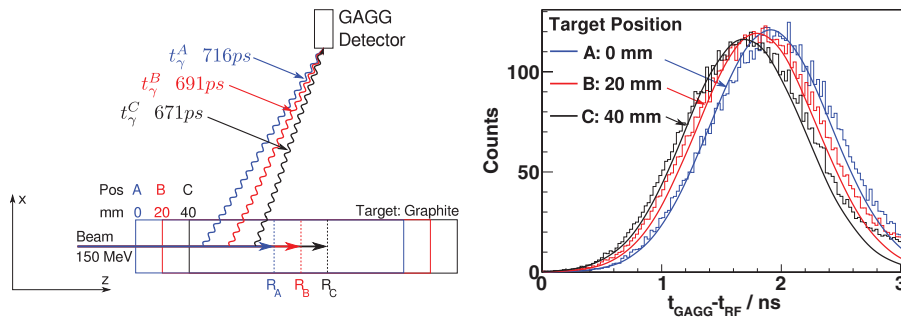 GAGG
Detector
t_γ^A 716ps
t_γ^B 691ps
t_γ^C 671ps
x
Pos A B C
mm 0 20 40
Target: Graphite
Beam
150 MeV
z
R_A R_B R_C
Target Position
A: 0 mm
B: 20 mm
C: 40 mm
Counts
100
50
0
0 1 2 3
t_GAGG-t_RF / ns